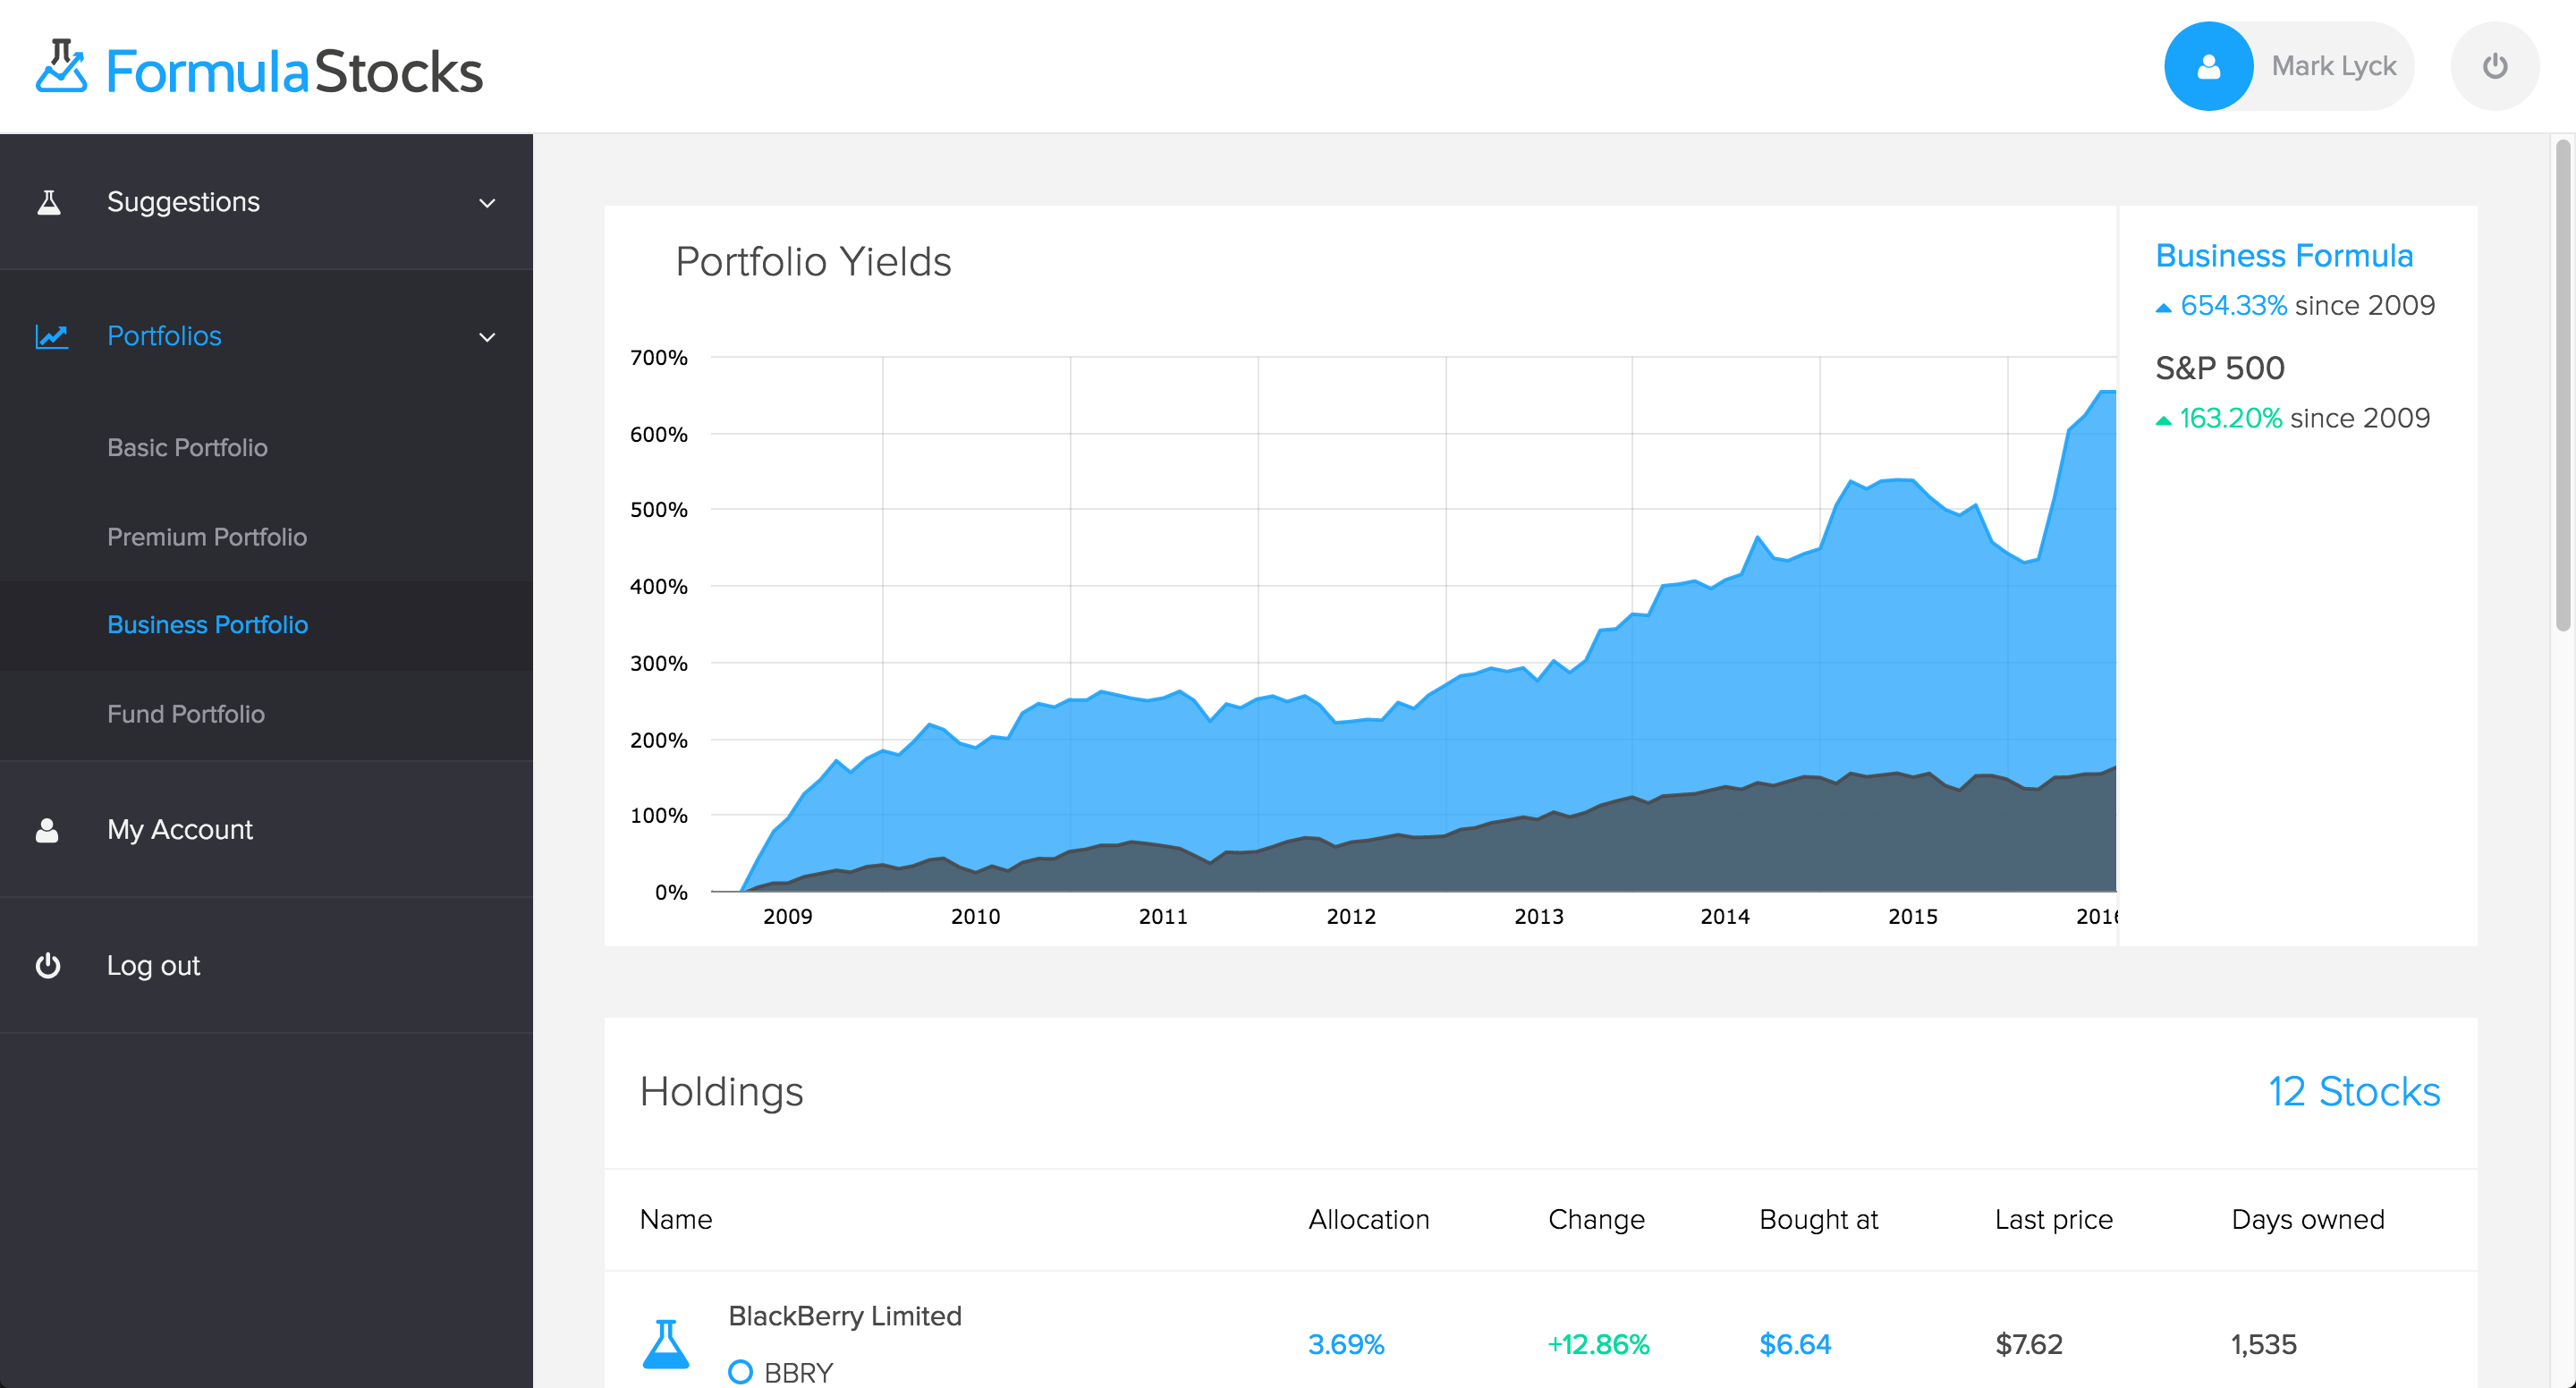 FormulaStocks
Mark Lyck
Suggestions
Portfolios
Basic Portfolio
Premium Portfolio
Business Portfolio
Fund Portfolio
My Account
Log out
Portfolio Yields
700%
600%
500%
400%
300%
200%
100%
0%
2009 2010 2011 2012 2013 2014 2015 201
Business Formula
654.33% since 2009
S&P 500
163.20% since 2009
Holdings
12 Stocks
Name Allocation Change Bought at Last price Days owned
BlackBerry Limited
BBRY
3.69% +12.86% $6.64 $7.62 1,535